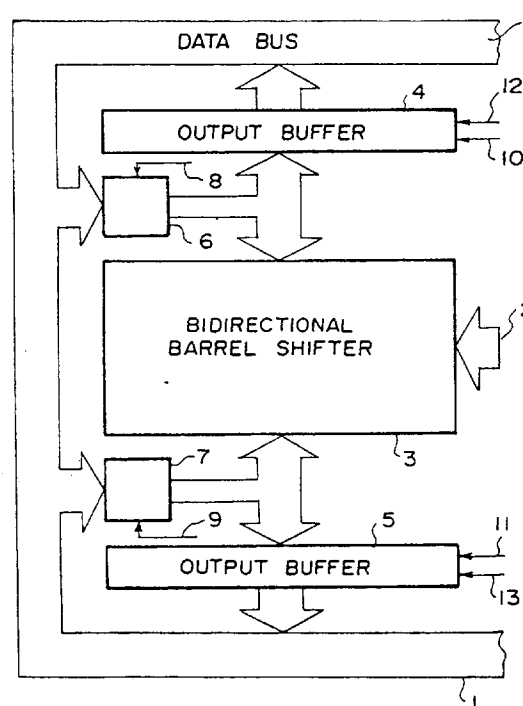 DATA BUS
4
12
OUTPUT BUFFER
10
8
6
BIDIRECTIONAL
BARREL SHIFTER
3
7
9
5
11
OUTPUT BUFFER
13
1